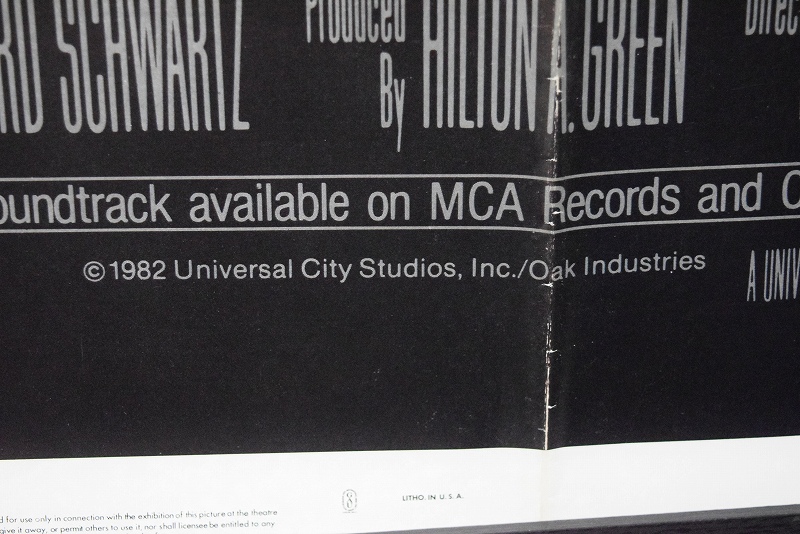 Produced
Direc
RD SCHWARTZ
By HILTON A. GREEN
oundtrack available on MCA Records and C
©1982 Universal City Studios, Inc./Oak Industries
A UNIV
LITHO. IN U.S.A.
d for use only in connection with the exhibition of this picture at the theatre
give it away, or permit others to use it, nor shall licensee be entitled to any